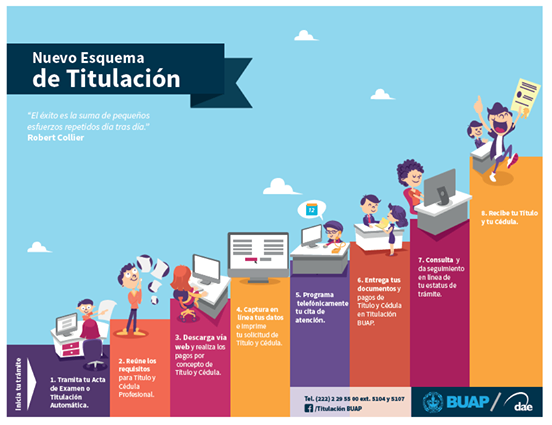 Nuevo Esquema
de Titulación
"El éxito es la suma de pequeños
esfuerzos repetidos día tras día."
Robert Collier
Inicia tu trámite
1. Tramita tu Acta
de Examen o
Titulación
Automática.
2. Reúne los
requisitos
para Título y
Cédula
Profesional.
3. Descarga vía
web y realiza los
pagos por
concepto de
Título y Cédula.
4. Captura en
línea tus datos
e imprime
tu solicitud de
Título y Cédula.
12
5. Programa
telefónicamente
tu cita de
atención.
6. Entrega tus
documentos y
pagos de
Título y Cédula
en Titulación
BUAP.
7. Consulta y
da seguimiento
en línea de
tu estatus de
trámite.
8. Recibe tu Título
y tu Cédula.
Tel. (222) 2 29 55 00 ext. 5104 y 5107
/Titulación BUAP
BUAP
dae